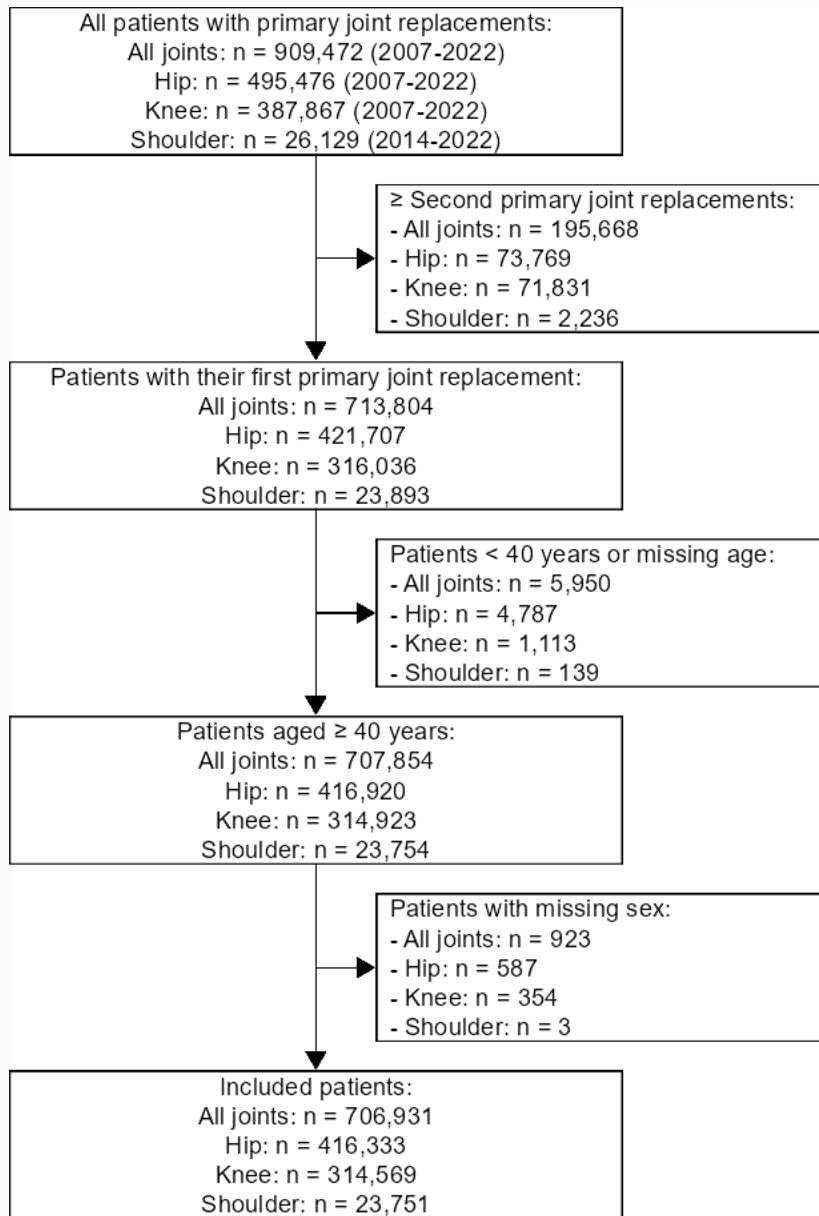 All patients with primary joint replacements:
All joints: n = 909,472 (2007-2022)
Hip: n = 495,476 (2007-2022)
Knee: n = 387,867 (2007-2022)
Shoulder: n = 26,129 (2014-2022)
≥ Second primary joint replacements:
- All joints: n = 195,668
- Hip: n = 73,769
- Knee: n = 71,831
- Shoulder: n = 2,236
Patients with their first primary joint replacement:
All joints: n = 713,804
Hip: n = 421,707
Knee: n = 316,036
Shoulder: n = 23,893
Patients < 40 years or missing age:
- All joints: n = 5,950
- Hip: n = 4,787
- Knee: n = 1,113
- Shoulder: n = 139
Patients aged ≥ 40 years:
All joints: n = 707,854
Hip: n = 416,920
Knee: n = 314,923
Shoulder: n = 23,754
Patients with missing sex:
- All joints: n = 923
- Hip: n = 587
- Knee: n = 354
- Shoulder: n = 3
Included patients:
All joints: n = 706,931
Hip: n = 416,333
Knee: n = 314,569
Shoulder: n = 23,751